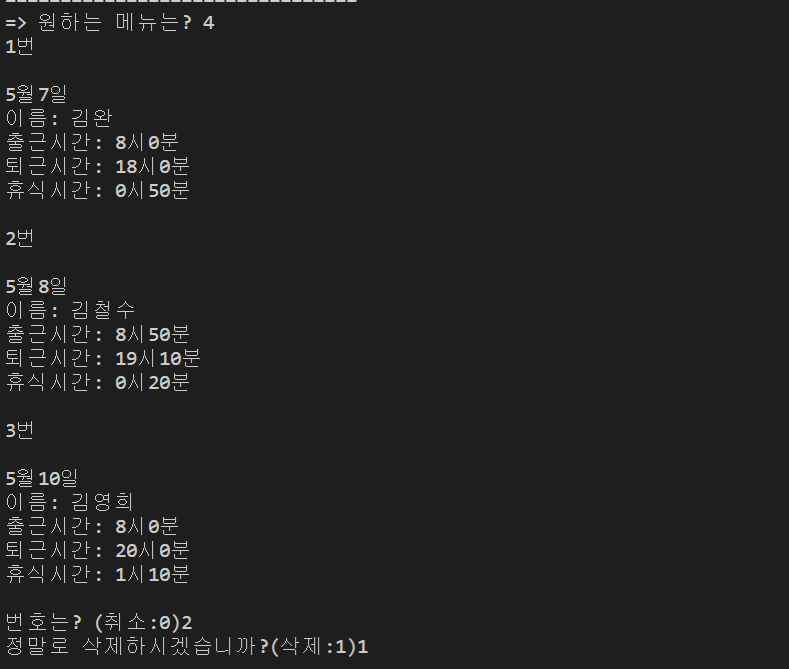 => 원하는 메뉴는? 4
1번
5월7일
이름: 김완
출근시간: 8시0분
퇴근시간: 18시0분
휴식시간: 0시50분
2번
5월8일
이름: 김철수
출근시간: 8시50분
퇴근시간: 19시10분
휴식시간: 0시20분
3번
5월10일
이름: 김영희
출근시간: 8시0분
퇴근시간: 20시0분
휴식시간: 1시10분
번호는? (취소:0)2
정말로 삭제하시겠습니까?(삭제:1)1